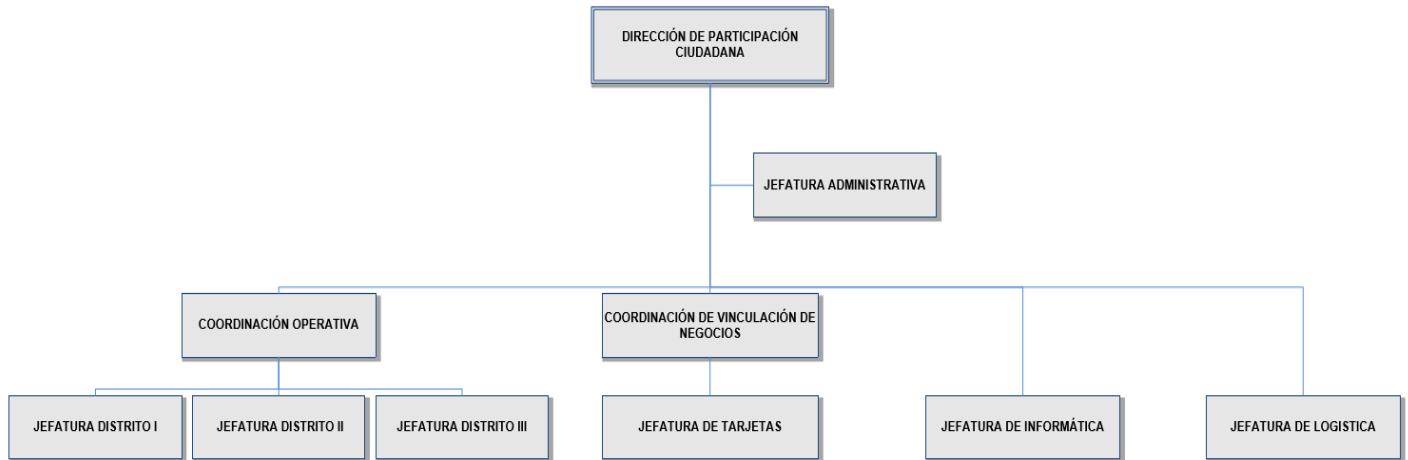 DIRECCIÓN DE PARTICIPACIÓN
CIUDADANA
JEFATURA ADMINISTRATIVA
COORDINACIÓN OPERATIVA
COORDINACIÓN DE VINCULACIÓN DE
NEGOCIOS
JEFATURA DISTRITO I
JEFATURA DISTRITO II
JEFATURA DISTRITO III
JEFATURA DE TARJETAS
JEFATURA DE INFORMÁTICA
JEFATURA DE LOGISTICA